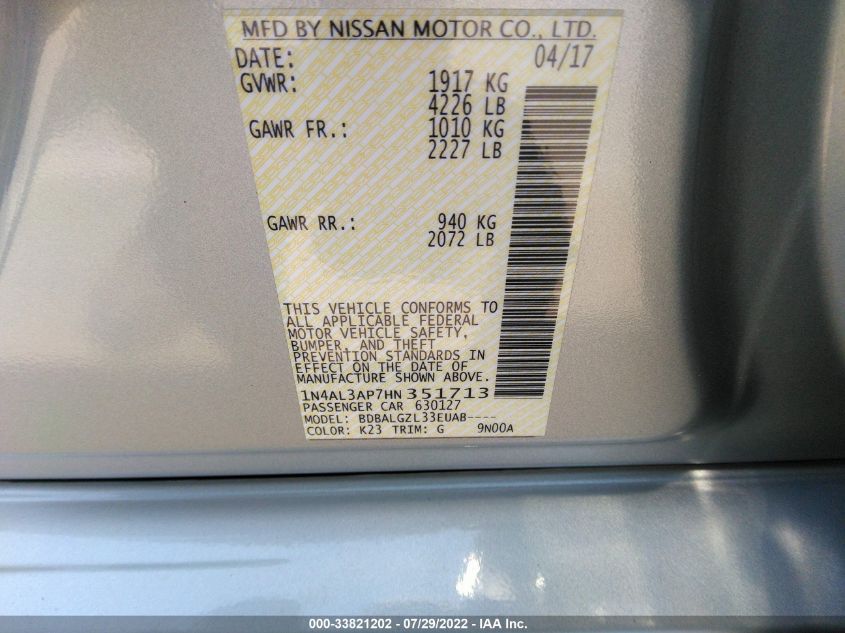 MFD BY NISSAN MOTOR CO., LTD.
DATE: 04/17
GVWR: 1917 KG
4226 LB
GAWR FR.: 1010 KG
2227 LB
GAWR RR.: 940 KG
2072 LB
THIS VEHICLE CONFORMS TO
ALL APPLICABLE FEDERAL
MOTOR VEHICLE SAFETY,
BUMPER, AND THEFT
PREVENTION STANDARDS IN
EFFECT ON THE DATE OF
MANUFACTURE SHOWN ABOVE.
1N4AL3AP7HN 351713
PASSENGER CAR 630127
MODEL: BDBALGZL33EUAB----
COLOR: K23 TRIM: G 9N00A
000-33821202 - 07/29/2022 - IAA Inc.